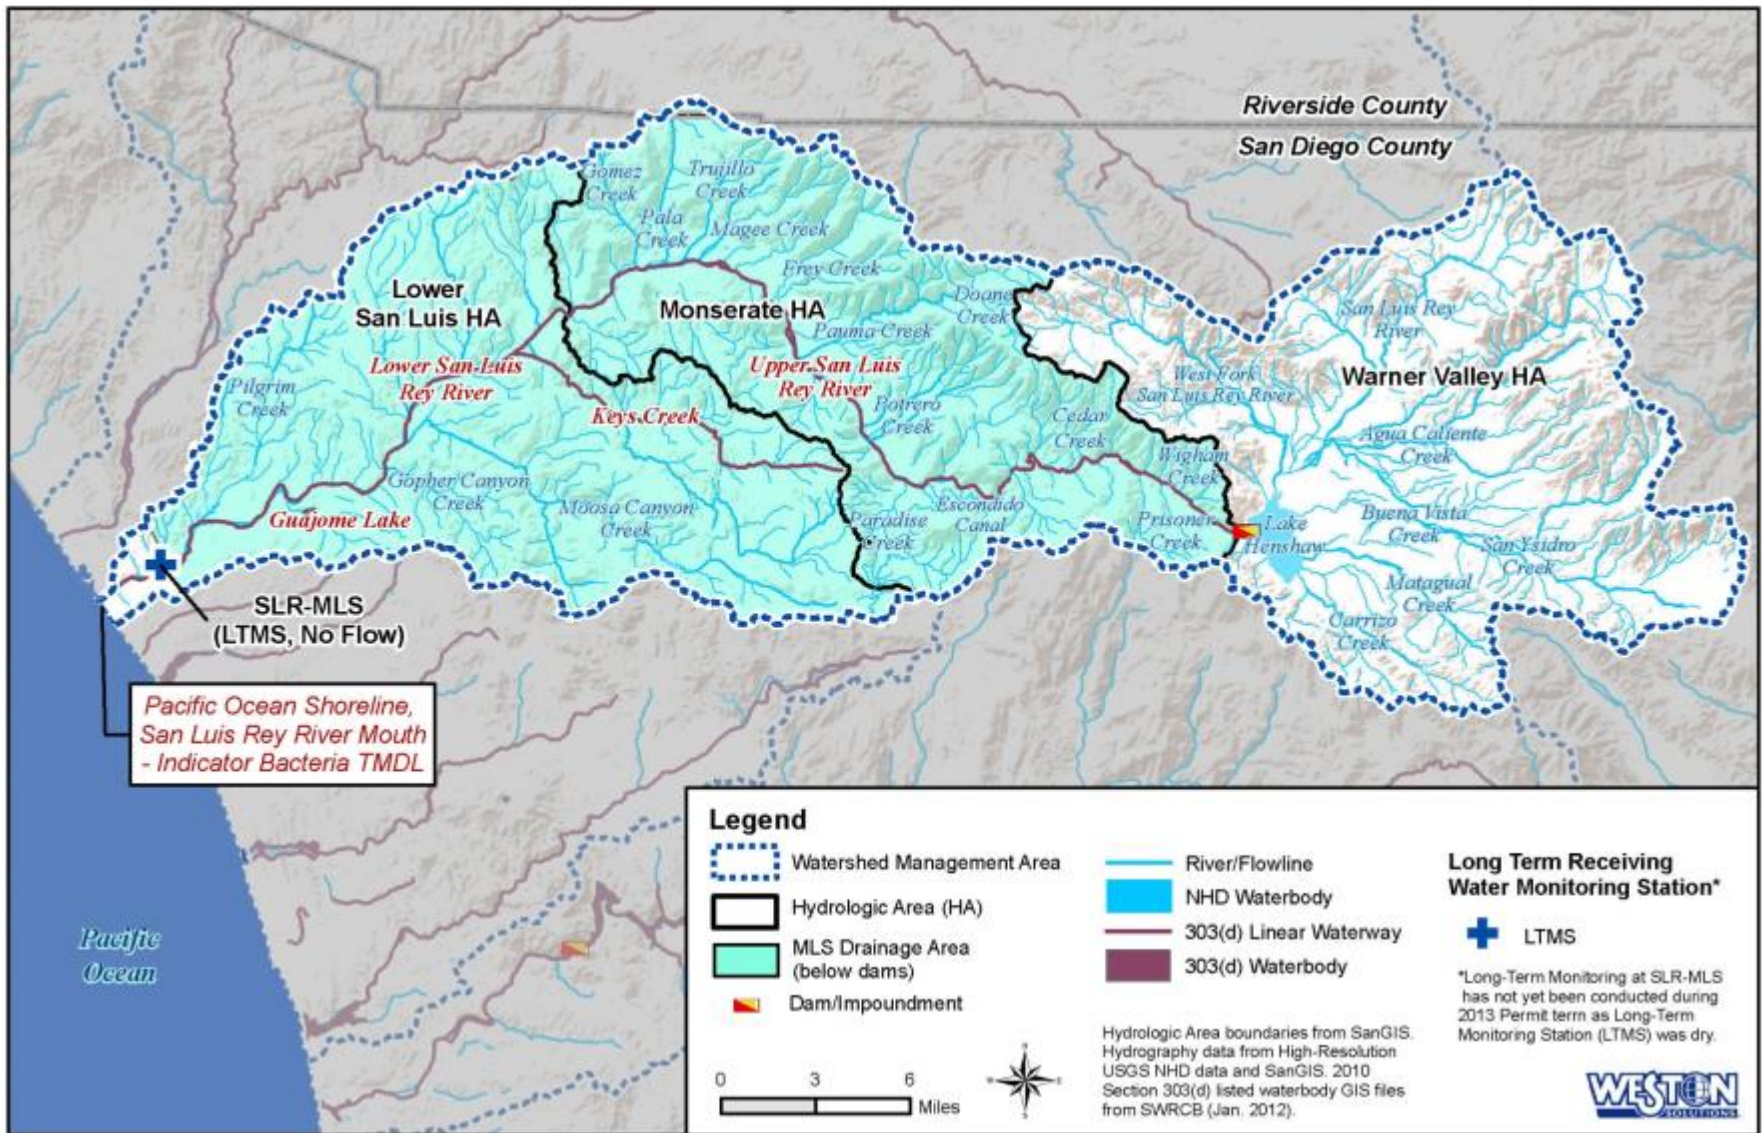 Riverside County
San Diego County
Gomez
Creek
Trujillo
Creek
Pala
Creek
Magee Creek
Frey Creek
Doane
Creek
Lower
San Luis HA
Monserate HA
Pauma Creek
San Luis Rey
River
Warner Valley HA
West Fork
San Luis Rey River
Lower San Luis
Rey River
Upper San Luis
Rey River
Pilgrim
Creek
Keys Creek
Potrero
Creek
Cedar
Creek
Agua Caliente
Creek
Wigham
Creek
Gopher Canyon
Creek
Guajome Lake
Moosa Canyon
Creek
Paradise
Creek
Escondido
Canal
Prisoner
Creek
Lake
Henshaw
Buena Vista
Creek
San Ysidro
Creek
Matagual
Creek
Carrizo
Creek
SLR-MLS
(LTMS, No Flow)
Pacific Ocean Shoreline,
San Luis Rey River Mouth
- Indicator Bacteria TMDL
Pacific
Ocean
Legend
Watershed Management Area
Hydrologic Area (HA)
MLS Drainage Area
(below dams)
Dam/Impoundment
River/Flowline
NHD Waterbody
303(d) Linear Waterway
303(d) Waterbody
Long Term Receiving
Water Monitoring Station*
LTMS
*Long-Term Monitoring at SLR-MLS
has not yet been conducted during
2013 Permit term as Long-Term
Monitoring Station (LTMS) was dry.
0 3 6
Miles
N
Hydrologic Area boundaries from SanGIS.
Hydrography data from High-Resolution
USGS NHD data and SanGIS. 2010
Section 303(d) listed waterbody GIS files
from SWRCB (Jan. 2012).
WESTON
SOLUTIONS